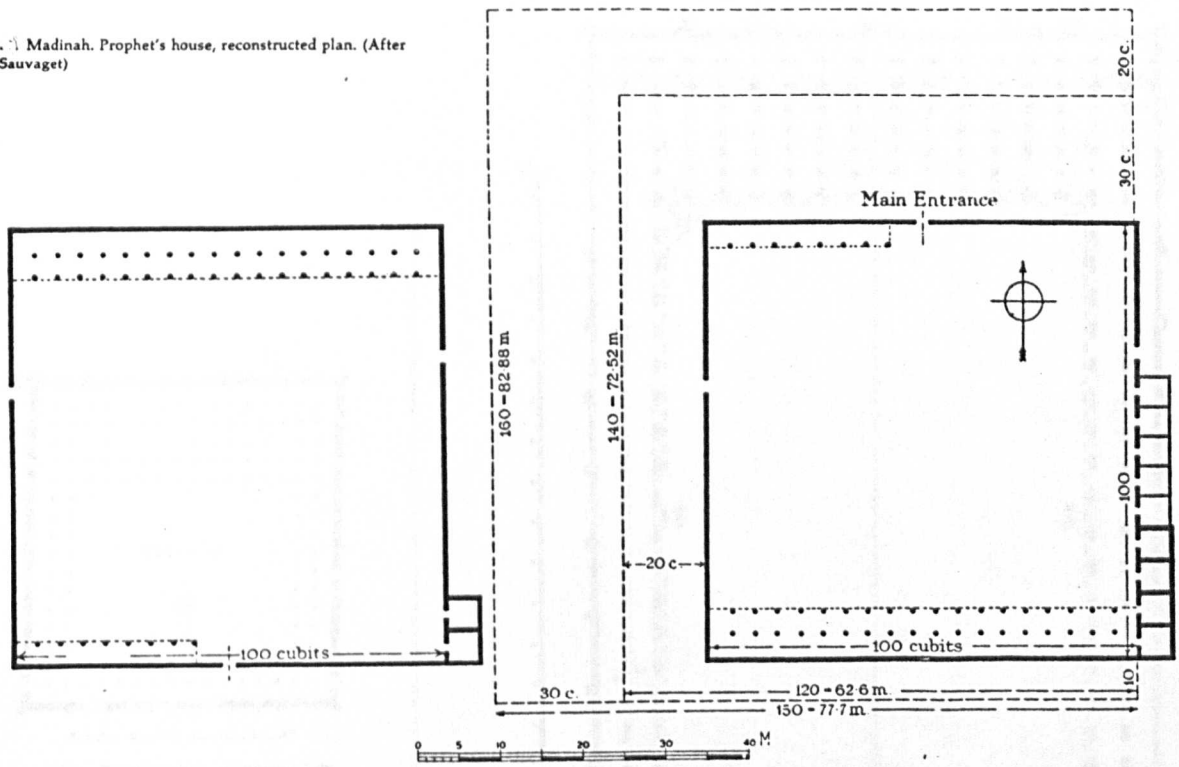 Madinah. Prophet's house, reconstructed plan. (After
Sauvaget)
20 c.
30 c.
Main Entrance
160 = 82·88 m.
140 = 72·52 m.
100
20 c
100 cubits
100 cubits
10
30 c.
120 = 62·6 m.
150 = 77·7 m
0 5 10 20 30 40 M